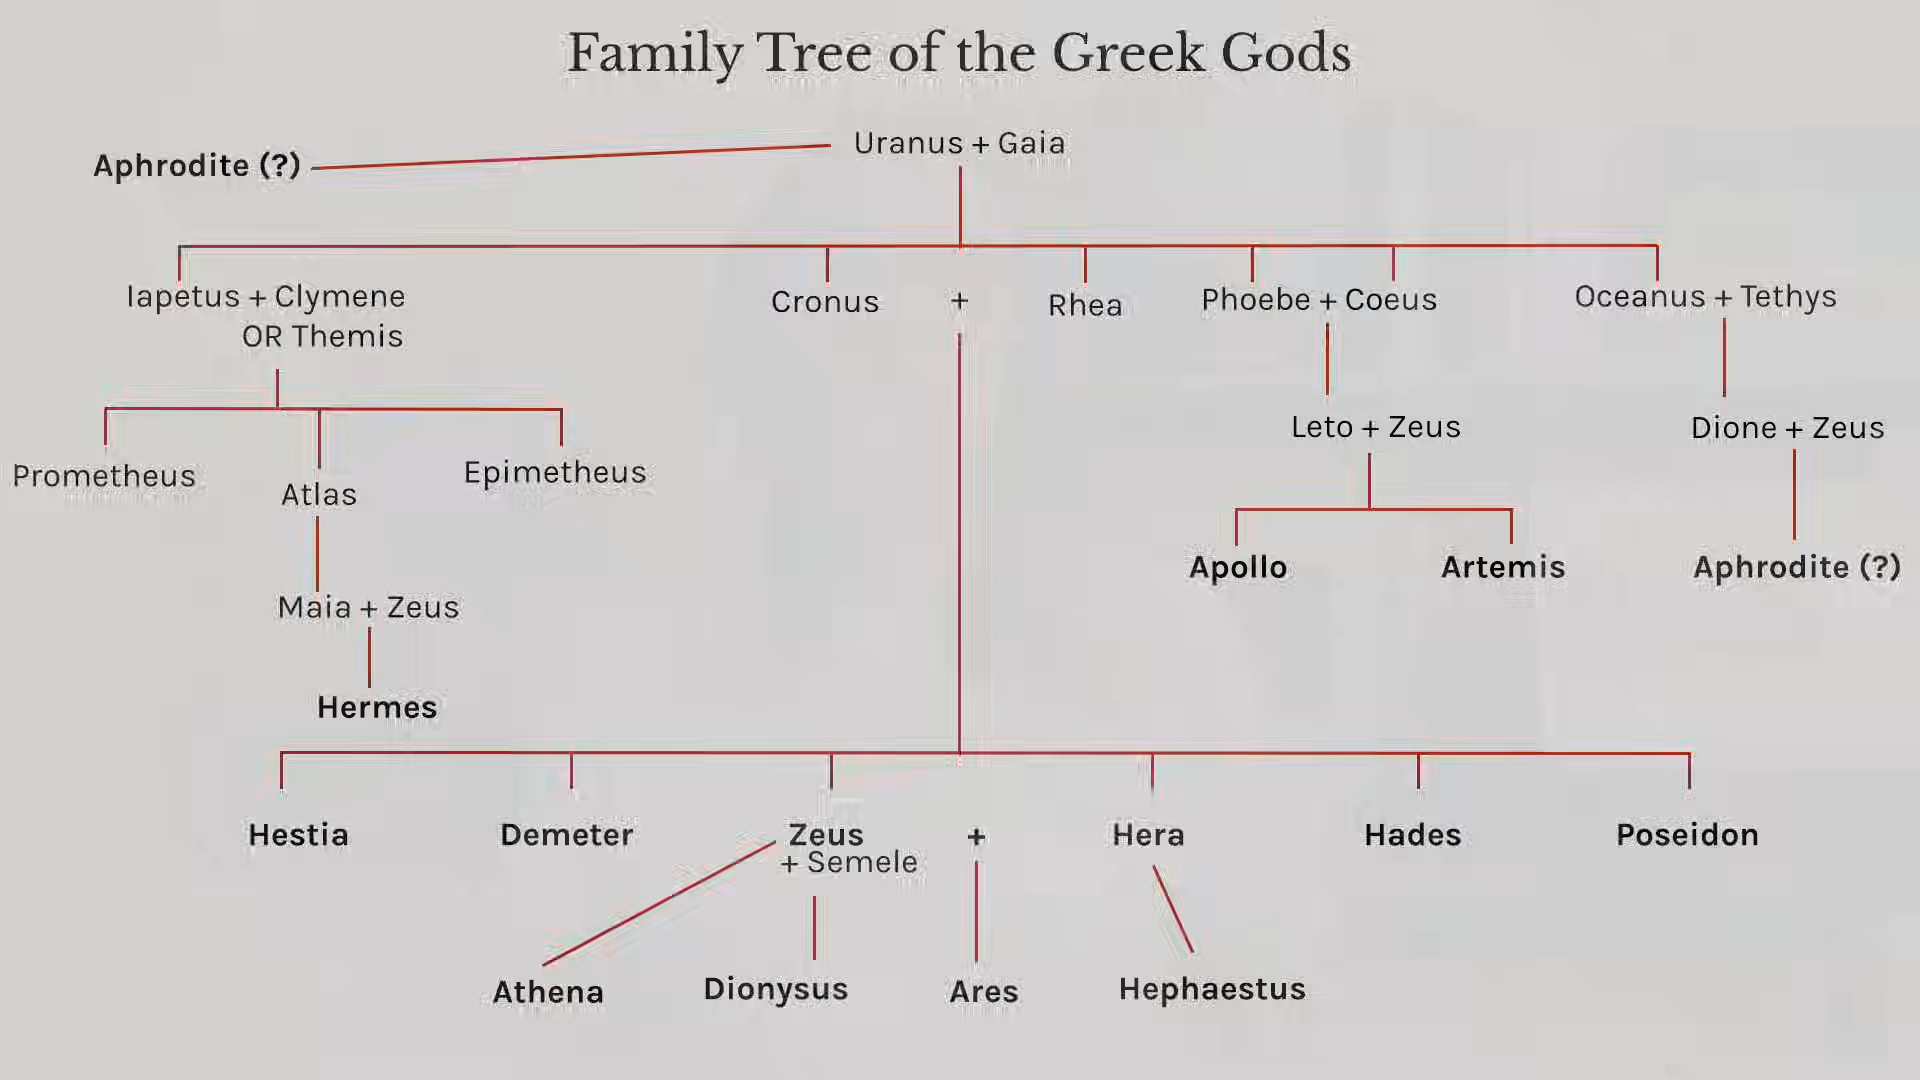 Family Tree of the Greek Gods
Uranus + Gaia
Aphrodite (?)
Iapetus + Clymene
OR Themis
Cronus + Rhea
Phoebe + Coeus
Oceanus + Tethys
Leto + Zeus
Dione + Zeus
Prometheus
Atlas
Epimetheus
Apollo
Artemis
Aphrodite (?)
Maia + Zeus
Hermes
Hestia
Demeter
Zeus + Hera
+ Semele
Hades
Poseidon
Athena
Dionysus
Ares
Hephaestus